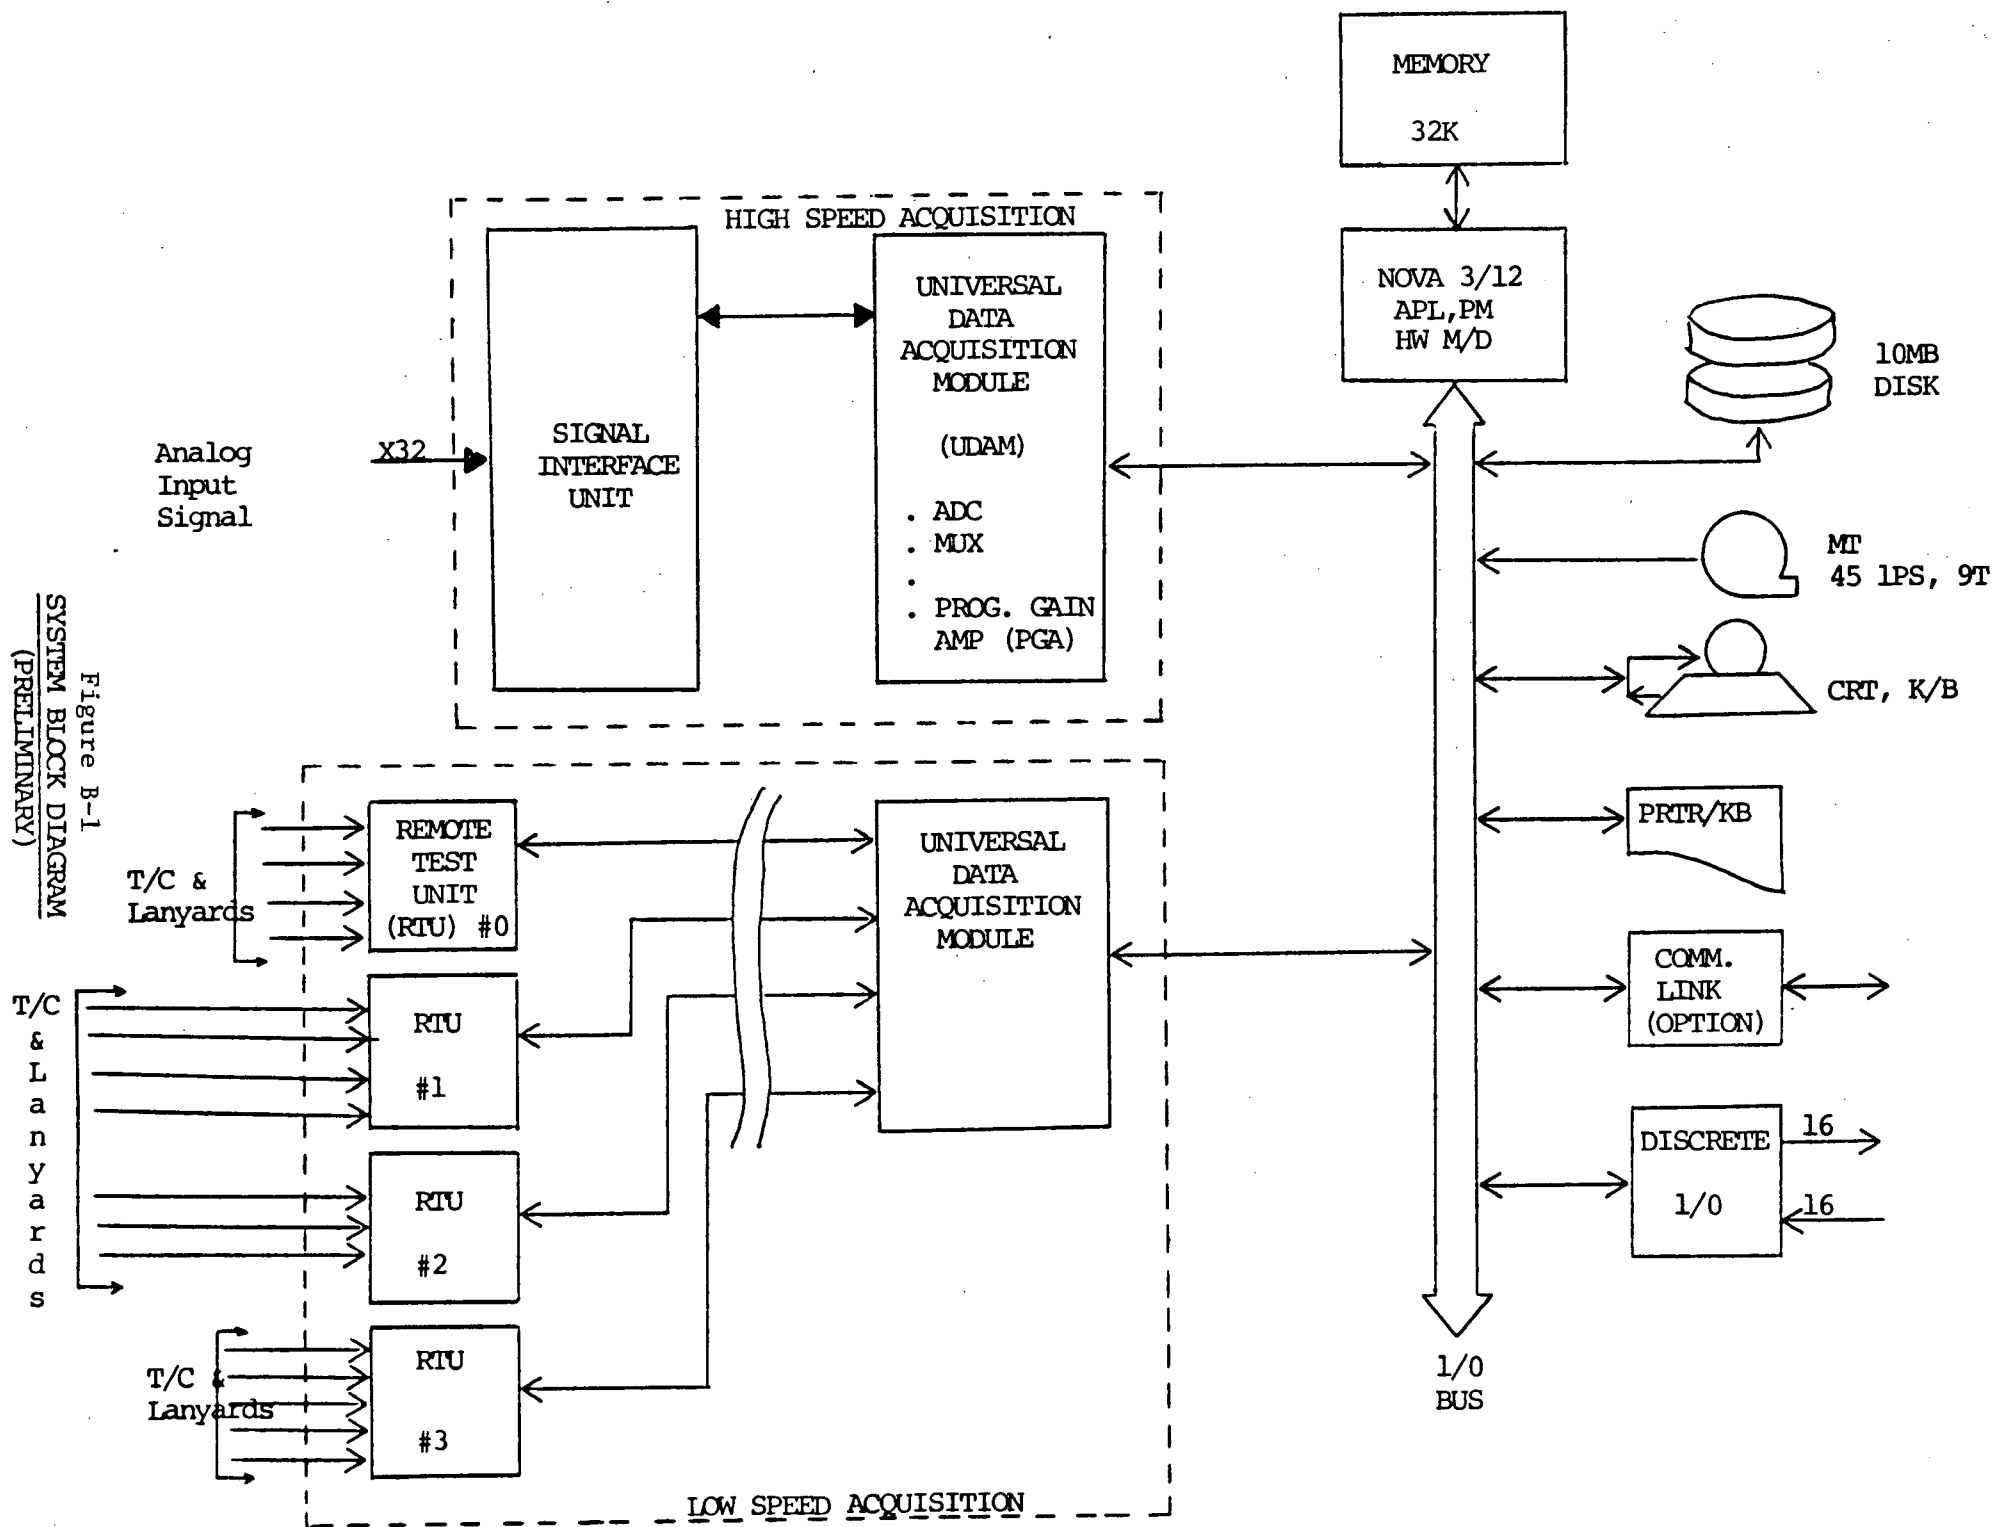 MEMORY
32K
HIGH SPEED ACQUISITION
NOVA 3/12
APL,PM
HW M/D
UNIVERSAL
DATA
ACQUISITION
MODULE
(UDAM)
. ADC
. MUX
.
. PROG. GAIN
AMP (PGA)
SIGNAL
INTERFACE
UNIT
X32
Analog
Input
Signal
10MB
DISK
MT
45 1PS, 9T
CRT, K/B
PRTR/KB
COMM.
LINK
(OPTION)
DISCRETE
1/0
16
16
1/0
BUS
Figure B-1
SYSTEM BLOCK DIAGRAM
(PRELIMINARY)
T/C &
Lanyards
REMOTE
TEST
UNIT
(RTU) #0
UNIVERSAL
DATA
ACQUISITION
MODULE
T/C
&
L
a
n
y
a
r
d
s
RTU
#1
RTU
#2
T/C &
Lanyards
RTU
#3
LOW SPEED ACQUISITION